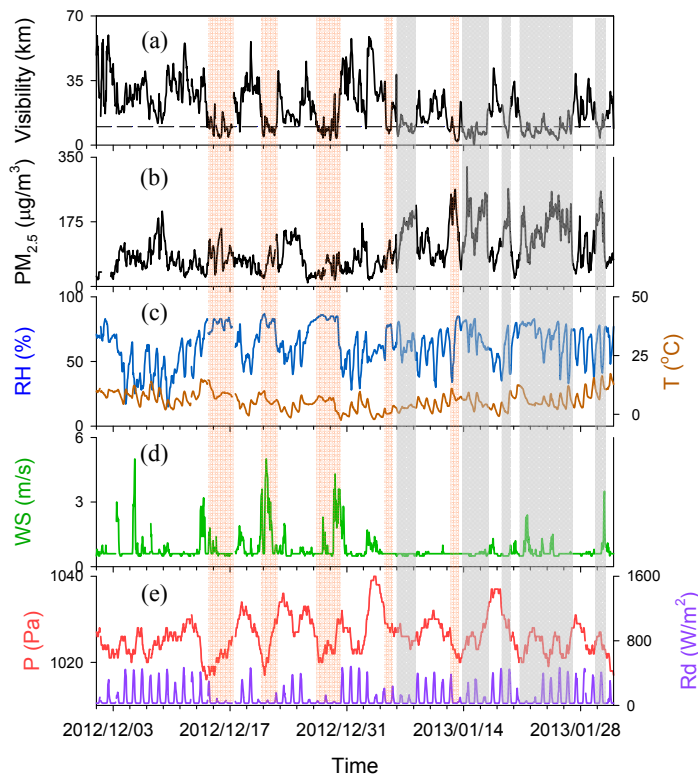 70
(a)
Visibility (km)
35
0
350
(b)
PM2.5 (μg/m3)
175
0
100
50
(c)
RH (%)
50
25
T (oC)
0
0
6
(d)
WS (m/s)
3
0
1040
1600
(e)
P (Pa)
800
Rd (W/m2)
1020
0
2012/12/03 2012/12/17 2012/12/31 2013/01/14 2013/01/28
Time